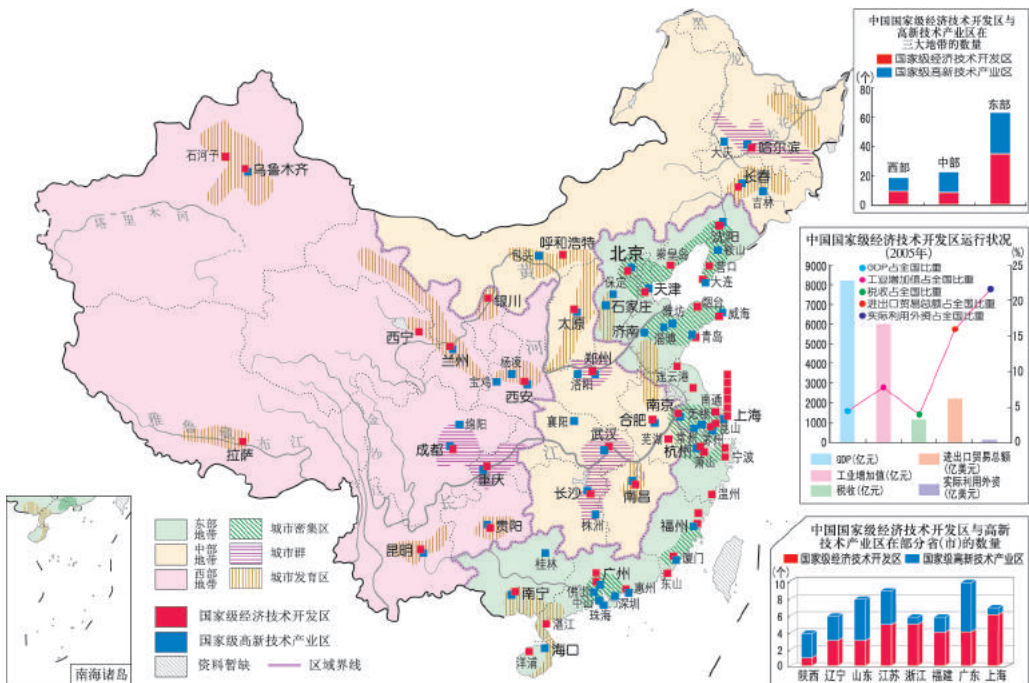 中国国家级经济技术开发区与
高新技术产业区在
三大地带的数量
国家级经济技术开发区
国家级高新技术产业区
(个)
80
60
40
20
0
西部
中部
东部
中国国家级经济技术开发区运行状况
(2005年)
(%)
9000
8000
7000
6000
5000
4000
3000
2000
1000
0
25
20
15
10
5
0
GDP占全国比重
工业增加值占全国比重
税收占全国比重
进出口贸易总额占全国比重
实际利用外资占全国比重
GDP(亿元)
工业增加值(亿元)
税收(亿元)
进出口贸易总额
(亿美元)
实际利用外资
(亿美元)
中国国家级经济技术开发区与高新
技术产业区在部分省(市)的数量
国家级经济技术开发区
国家级高新技术产业区
(个)
10
8
6
4
2
0
陕西
辽宁
山东
江苏
浙江
福建
广东
上海
黑
龙
江
石河子
乌鲁木齐
塔里木河
大庆
哈尔滨
长春
吉林
沈阳
鞍山
营口
大连
呼和浩特
包头
北京
秦皇岛
天津
保定
石家庄
银川
黄
河
太原
济南
淄博
潍坊
烟台
威海
青岛
西宁
兰州
宝鸡
杨凌
西安
郑州
洛阳
连云港
南京
南通
无锡
常州
苏州
昆山
上海
合肥
芜湖
杭州
萧山
宁波
温州
襄阳
武汉
绵阳
成都
重庆
雅鲁藏布江
金
沙
江
拉萨
长沙
株洲
南昌
贵阳
昆明
福州
厦门
东山
桂林
南宁
广州
佛山
中山
惠州
深圳
珠海
湛江
海口
洋浦
南海诸岛
东部
地带
中部
地带
西部
地带
城市密集区
城市群
城市发育区
国家级经济技术开发区
国家级高新技术产业区
资料暂缺
区域界线